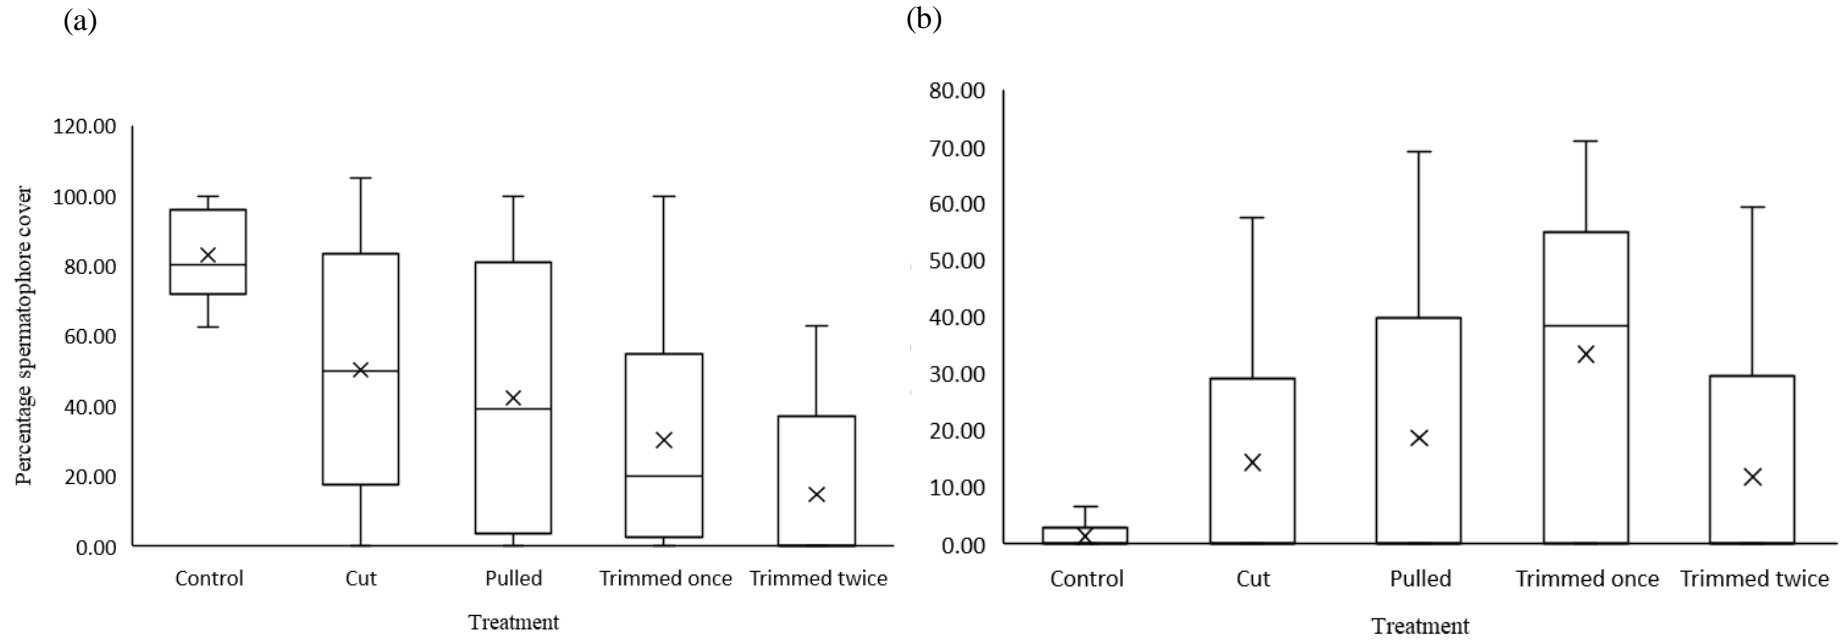 (a)
(b)
Percentage spermatophore cover
120.00
100.00
80.00
60.00
40.00
20.00
0.00
Control Cut Pulled Trimmed once Trimmed twice
Treatment
80.00
70.00
60.00
50.00
40.00
30.00
20.00
10.00
0.00
Control Cut Pulled Trimmed once Trimmed twice
Treatment